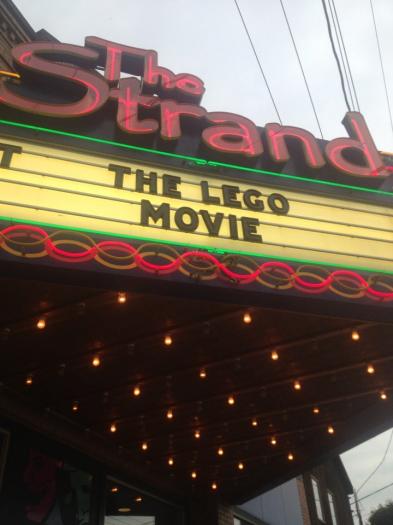 The
Strand
T THE LEGO
MOVIE